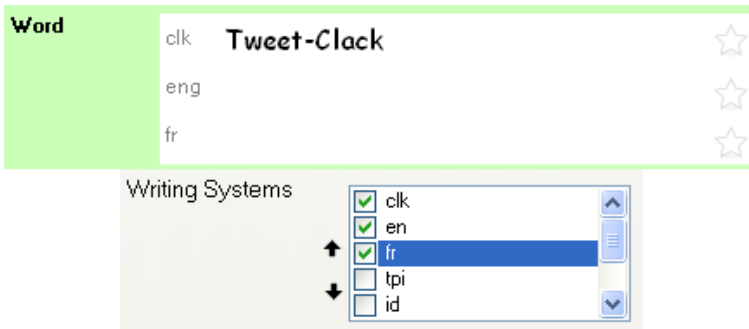 Word
clk Tweet-Clack
eng
fr
Writing Systems
clk
en
fr
tpi
id